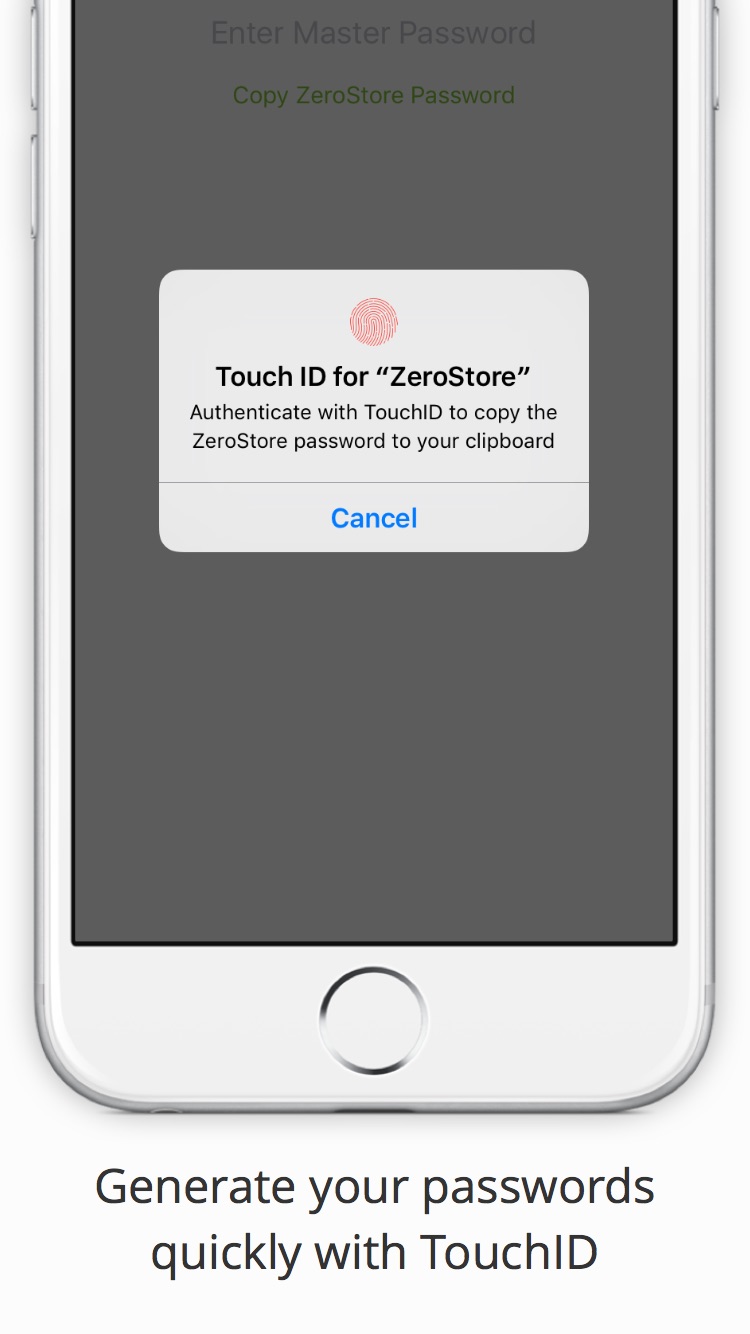 Enter Master Password
Copy ZeroStore Password
Touch ID for “ZeroStore”
Authenticate with TouchID to copy the
ZeroStore password to your clipboard
Cancel
Generate your passwords
quickly with TouchID